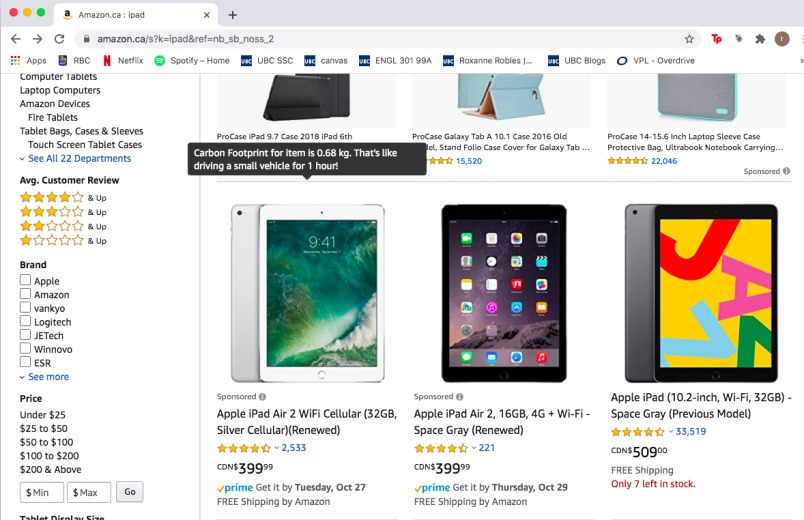 Amazon.ca : ipad
amazon.ca/s?k=ipad&ref=nb_sb_noss_2
Apps RBC Netflix Spotify – Home UBC SSC canvas ENGL 301 99A Roxanne Robles |... UBC Blogs VPL - Overdrive
Computer Tablets
Laptop Computers
Amazon Devices
Fire Tablets
Tablet Bags, Cases & Sleeves
Touch Screen Tablet Cases
See All 22 Departments
Avg. Customer Review
& Up
& Up
& Up
& Up
Brand
Apple
Amazon
vankyo
Logitech
JETech
Winnovo
ESR
See more
Price
Under $25
$25 to $50
$50 to $100
$100 to $200
$200 & Above
$ Min $ Max Go
Tablet Display Size
ProCase iPad 9.7 Case 2018 iPad 6th
Carbon Footprint for item is 0.68 kg. That's like
driving a small vehicle for 1 hour!
ProCase Galaxy Tab A 10.1 Case 2016 Old
Stand Folio Case Cover for Galaxy Tab ...
15,520
ProCase 14-15.6 Inch Laptop Sleeve Case
Protective Bag, Ultrabook Notebook Carrying...
22,046
Sponsored
9:41
Sponsored
Apple iPad Air 2 WiFi Cellular (32GB,
Silver Cellular)(Renewed)
2,533
CDN$ 399 99
prime Get it by Tuesday, Oct 27
FREE Shipping by Amazon
Sponsored
Apple iPad Air 2, 16GB, 4G + Wi-Fi -
Space Gray (Renewed)
221
CDN$ 399 99
prime Get it by Thursday, Oct 29
FREE Shipping by Amazon
Apple iPad (10.2-inch, Wi-Fi, 32GB) -
Space Gray (Previous Model)
33,519
CDN$ 509 00
FREE Shipping
Only 7 left in stock.